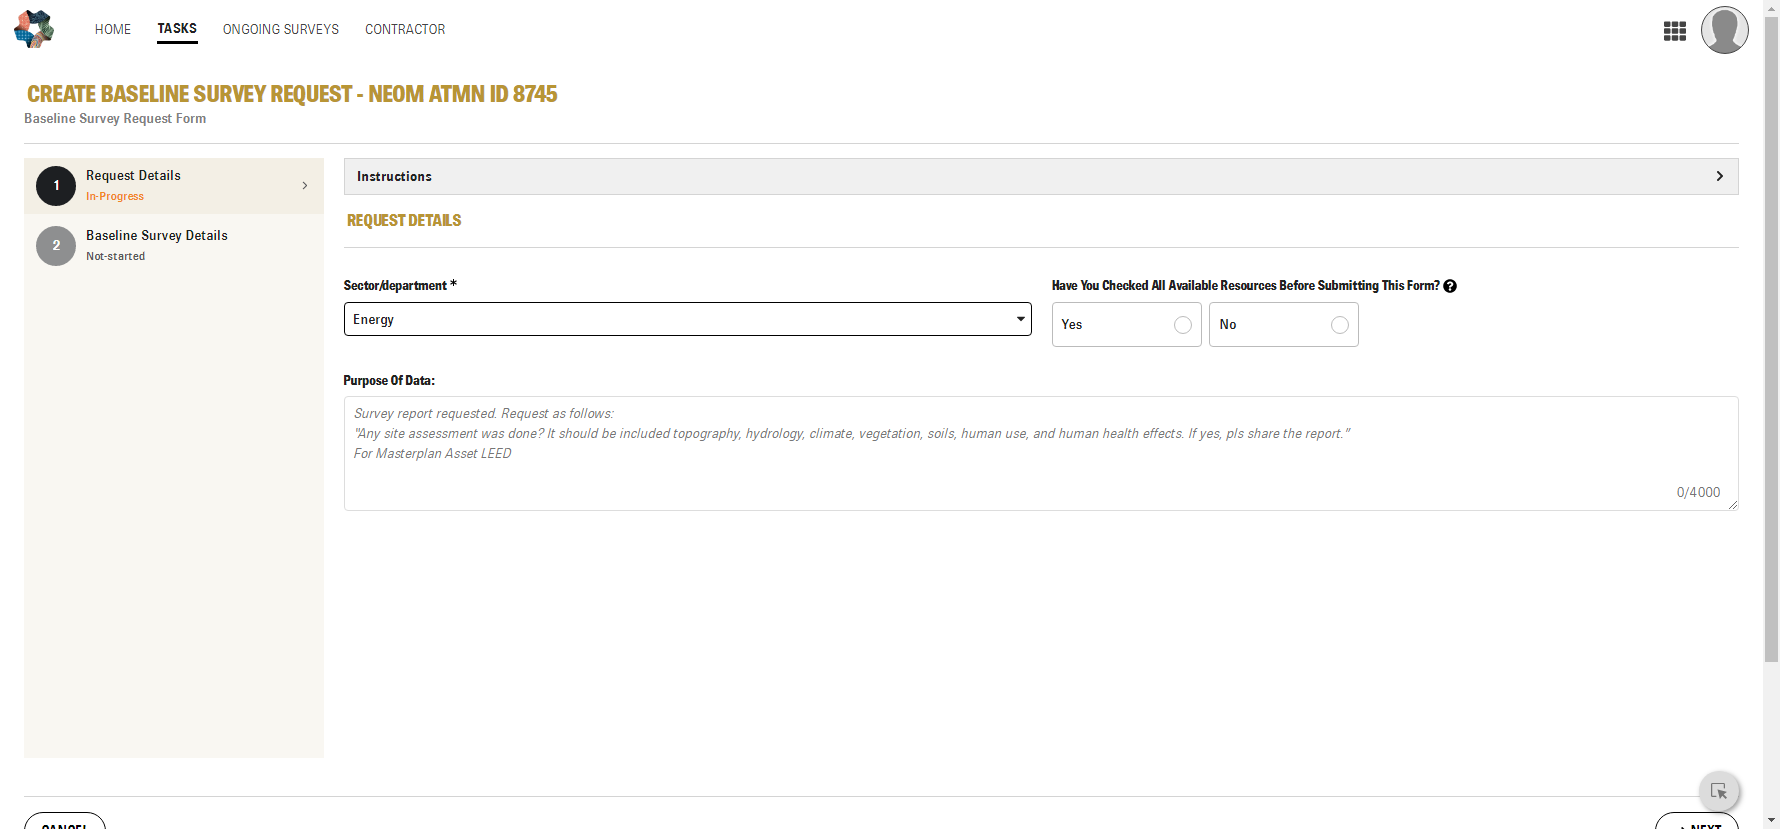 HOME TASKS ONGOING SURVEYS CONTRACTOR
CREATE BASELINE SURVEY REQUEST - NEOM ATMN ID 8745
Baseline Survey Request Form
1 Request Details
In-Progress
2 Baseline Survey Details
Not-started
Instructions
REQUEST DETAILS
Sector/department *
Energy
Have You Checked All Available Resources Before Submitting This Form?
Yes No
Purpose Of Data:
Survey report requested. Request as follows:
"Any site assessment was done? It should be included topography, hydrology, climate, vegetation, soils, human use, and human health effects. If yes, pls share the report."
For Masterplan Asset LEED
0/4000
CANCEL NEXT